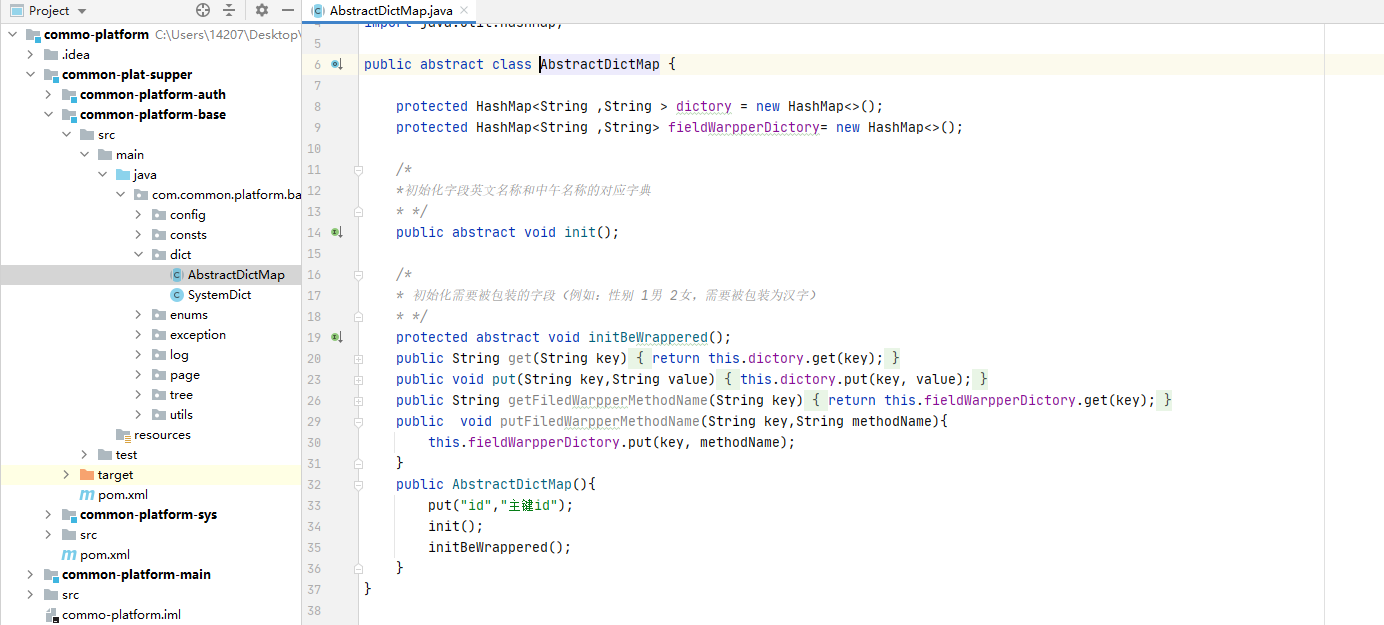 Project
commo-platform C:\Users\14207\Desktop\
.idea
common-plat-supper
common-platform-auth
common-platform-base
src
main
java
com.common.platform.ba
config
consts
dict
AbstractDictMap
SystemDict
enums
exception
log
page
tree
utils
resources
test
target
pom.xml
common-platform-sys
src
pom.xml
common-platform-main
src
commo-platform.iml
AbstractDictMap.java
4 import java.util.HashMap;
5
6 public abstract class AbstractDictMap {
7
8 protected HashMap<String ,String > dictory = new HashMap<>();
9 protected HashMap<String ,String> fieldWarpperDictory= new HashMap<>();
10
11 /*
12 *初始化字段英文名称和中午名称的对应字典
13 * */
14 public abstract void init();
15
16 /*
17 * 初始化需要被包装的字段（例如：性别 1男 2女，需要被包装为汉字）
18 * */
19 protected abstract void initBeWrappered();
20 public String get(String key) { return this.dictory.get(key); }
23 public void put(String key,String value) { this.dictory.put(key, value); }
26 public String getFiledWarpperMethodName(String key) { return this.fieldWarpperDictory.get(key); }
29 public void putFiledWarpperMethodName(String key,String methodName){
30 this.fieldWarpperDictory.put(key, methodName);
31 }
32 public AbstractDictMap(){
33 put("id","主键id");
34 init();
35 initBeWrappered();
36 }
37 }
38